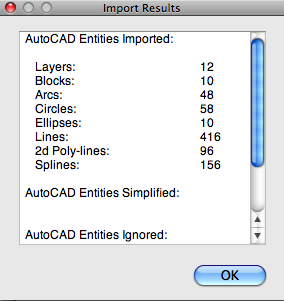 Import Results
AutoCAD Entities Imported:
Layers: 12
Blocks: 10
Arcs: 48
Circles: 58
Ellipses: 10
Lines: 416
2d Poly-lines: 96
Splines: 156
AutoCAD Entities Simplified:
AutoCAD Entities Ignored:
OK